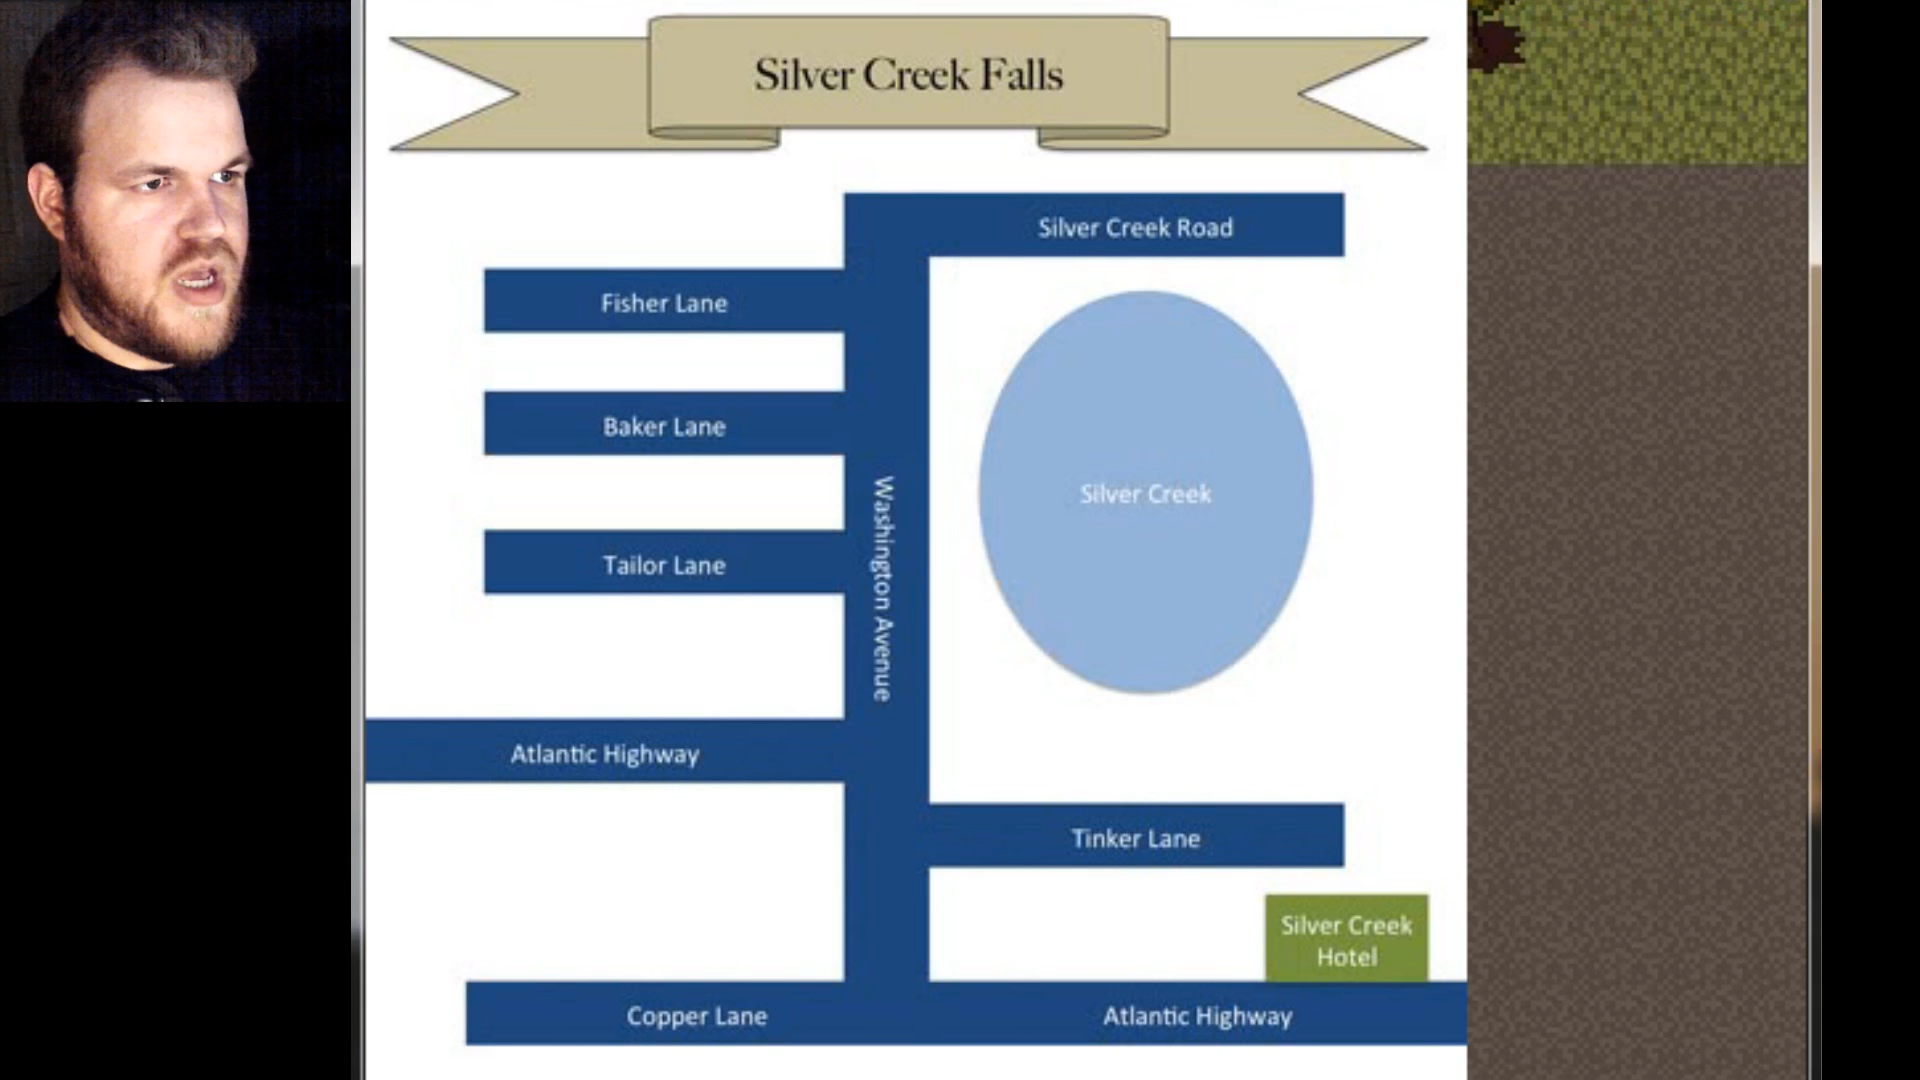 Silver Creek Falls
Silver Creek Road
Fisher Lane
Baker Lane
Silver Creek
Washington Avenue
Tailor Lane
Atlantic Highway
Tinker Lane
Silver Creek
Hotel
Copper Lane
Atlantic Highway